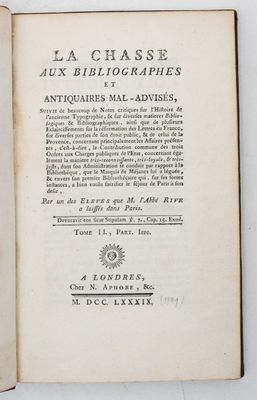 LA CHASSE
AUX BIBLIOGRAPHES
ET
ANTIQUAIRES MAL-ADVISÉS,
SUIVIE de beaucoup de Notes critiques sur l'Histoire de
l'ancienne Typographie, & sur diverses matieres Biblio-
logiques & Bibliographiques, ainsi que de plusieurs
Eclaircissements sur la réformation des Lettres en France,
sur diverses parties de son droit public, & de celui de la
Provence, concernant principalement les Affaires présen-
tes, c'est-à-dire, la Contribution commune des trois
Ordres aux Charges publiques de l'Etat, concernant éga-
lement la maniere très-reconnaissante, très-loyale, & très-
juste, dont son Administration se conduit par rapport à la
Bibliothèque, que le Marquis de Méjanes lui a léguée,
& envers son premier Bibliothécaire qui, sur ses fortes
instances, a bien voulu sacrifier le séjour de Paris à son
desir,
Par un des ELEVES que M. l'Abbé RIVE
a laissés dans Paris.
Devoravit eos sicut Stipulam ℣. 7, Cap. 15. Exod.
TOME II., PART. Iere.
A LONDRES,
Chez N. APHOBE, &c.
M. DCC. LXXXIX.
(1789)